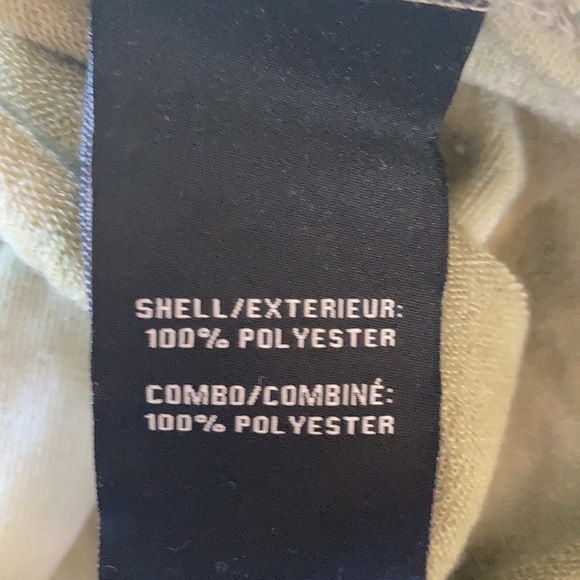 SHELL/EXTERIEUR:
100% POLYESTER
COMBO/COMBINÉ:
100% POLYESTER